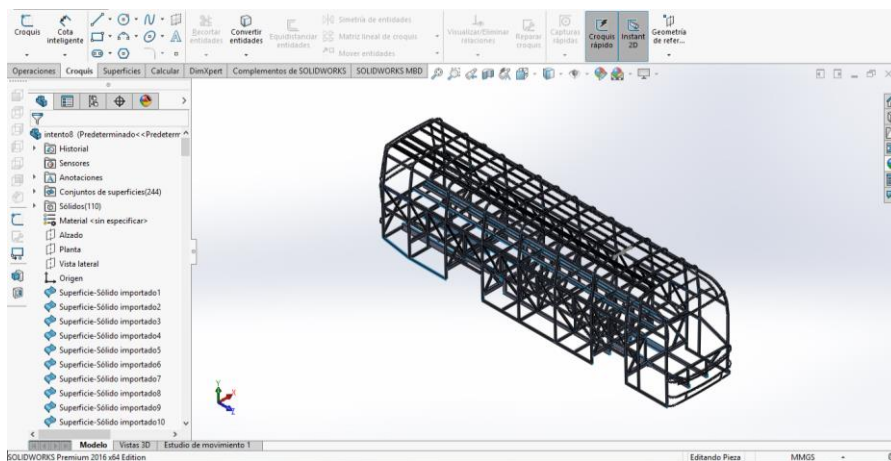 Croquis
Cota inteligente
Recortar entidades
Convertir entidades
Equidistanciar entidades
Simetría de entidades
Matriz lineal de croquis
Mover entidades
Visualizar/Eliminar relaciones
Reparar croquis
Capturas rápidas
Croquis rápido
Instant 2D
Geometría de refer...
Operaciones Croquis Superficies Calcular DimXpert Complementos de SOLIDWORKS SOLIDWORKS MBD
intento8 (Predeterminado<<Predeterr
Historial
Sensores
Anotaciones
Conjuntos de superficies(244)
Sólidos(110)
Material <sin especificar>
Alzado
Planta
Vista lateral
Origen
Superficie-Sólido importado1
Superficie-Sólido importado2
Superficie-Sólido importado3
Superficie-Sólido importado4
Superficie-Sólido importado5
Superficie-Sólido importado6
Superficie-Sólido importado7
Superficie-Sólido importado8
Superficie-Sólido importado9
Superficie-Sólido importado10
Modelo Vistas 3D Estudio de movimiento 1
SOLIDWORKS Premium 2016 x64 Edition Editando Pieza MMGS